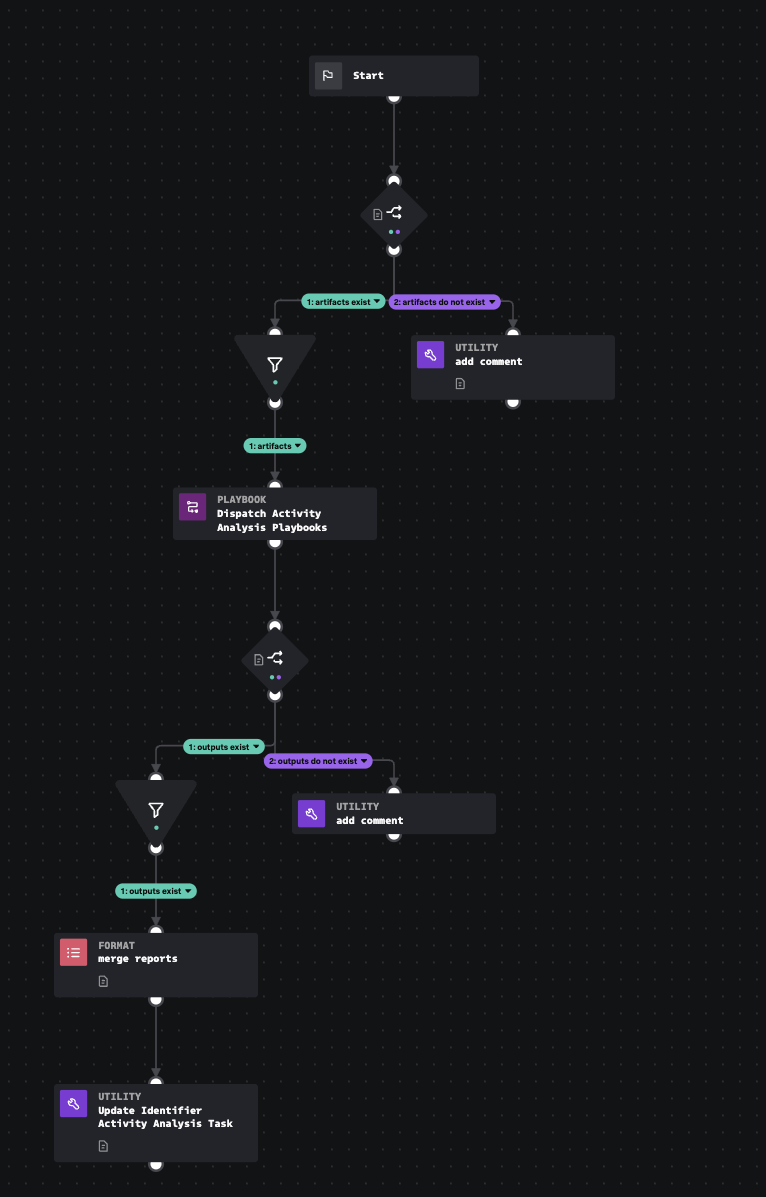 Start
1: artifacts exist
2: artifacts do not exist
UTILITY
add comment
1: artifacts
PLAYBOOK
Dispatch Activity
Analysis Playbooks
1: outputs exist
2: outputs do not exist
UTILITY
add comment
1: outputs exist
FORMAT
merge reports
UTILITY
Update Identifier
Activity Analysis Task